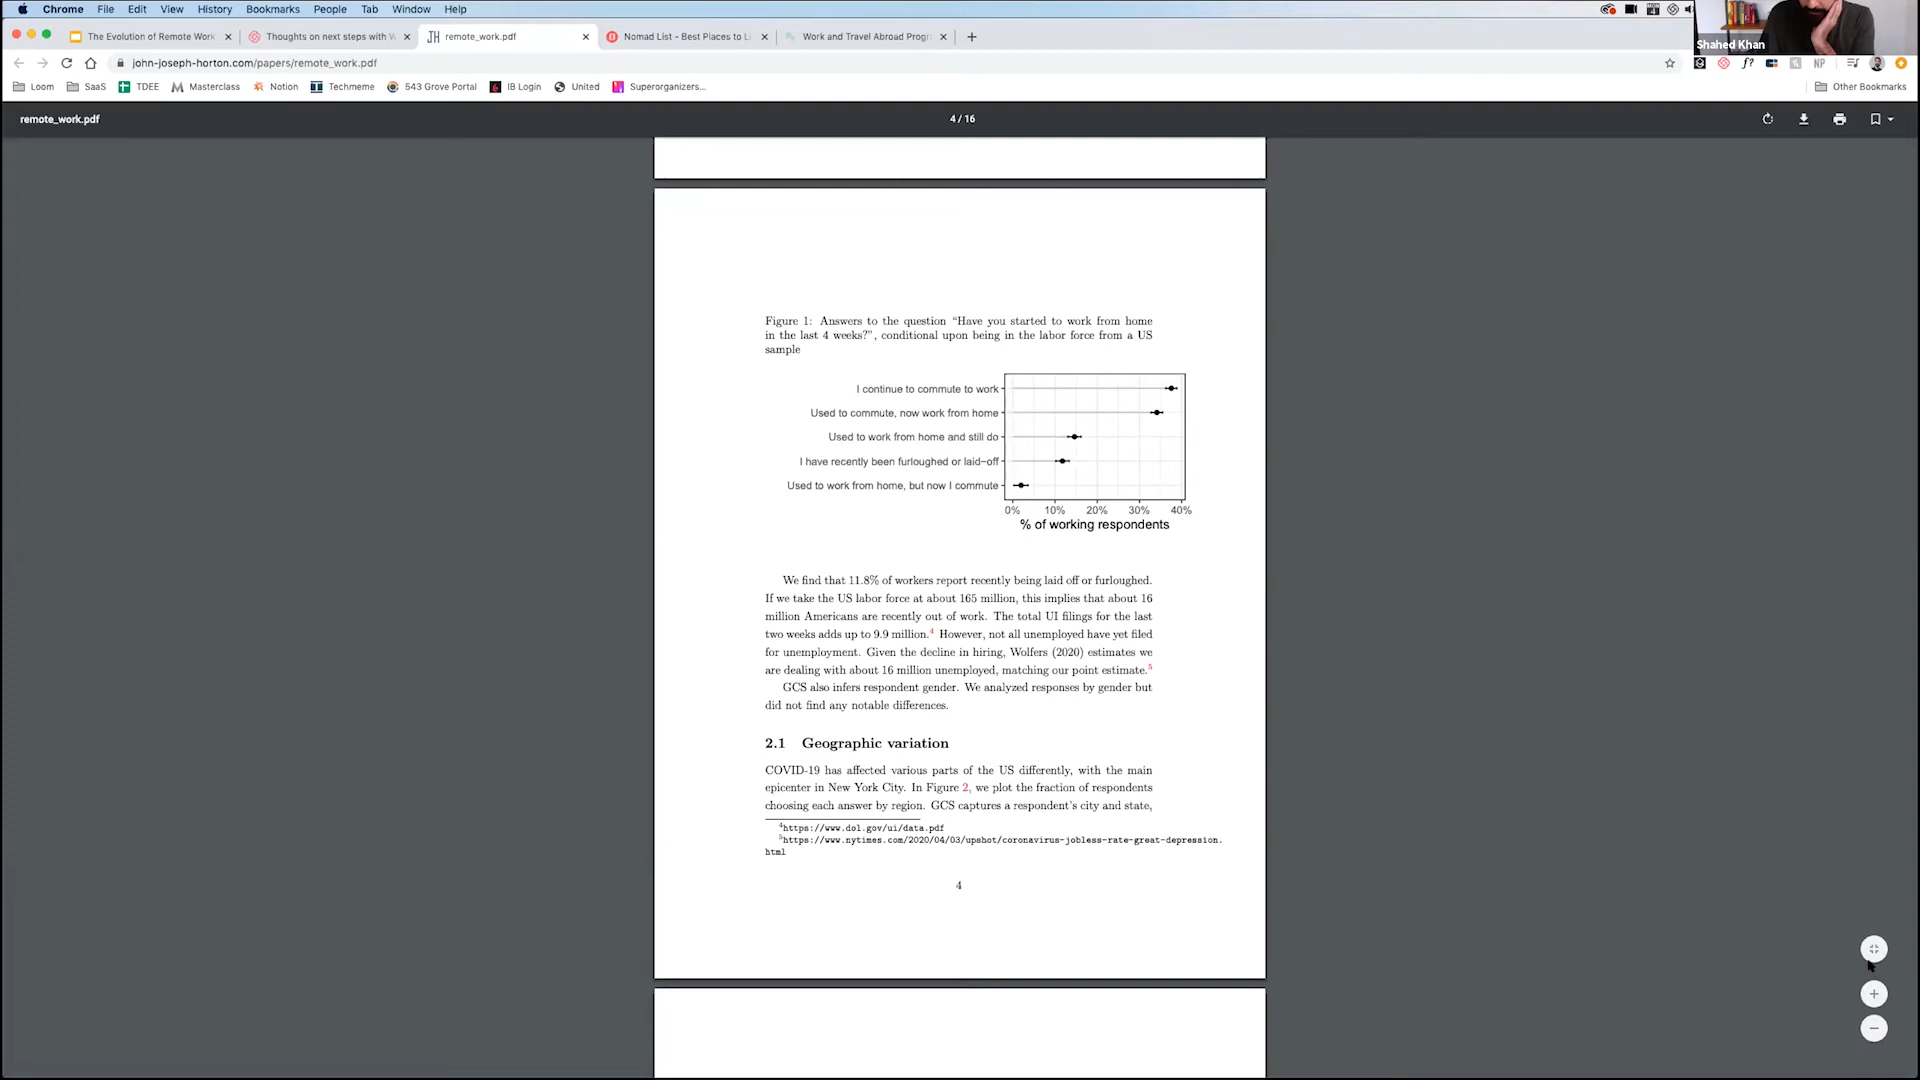 Chrome File Edit View History Bookmarks People Tab Window Help
The Evolution of Remote Work
Thoughts on next steps with
remote_work.pdf
Nomad List - Best Places to Li
Work and Travel Abroad Progr
Shahed Khan
john-joseph-horton.com/papers/remote_work.pdf
Loom SaaS TDEE Masterclass Notion Techmeme 543 Grove Portal IB Login United Superorganizers... Other Bookmarks
remote_work.pdf 4 / 16
Figure 1: Answers to the question “Have you started to work from home
in the last 4 weeks?”, conditional upon being in the labor force from a US
sample
I continue to commute to work
Used to commute, now work from home
Used to work from home and still do
I have recently been furloughed or laid−off
Used to work from home, but now I commute
0% 10% 20% 30% 40%
% of working respondents
We find that 11.8% of workers report recently being laid off or furloughed.
If we take the US labor force at about 165 million, this implies that about 16
million Americans are recently out of work. The total UI filings for the last
two weeks adds up to 9.9 million.4 However, not all unemployed have yet filed
for unemployment. Given the decline in hiring, Wolfers (2020) estimates we
are dealing with about 16 million unemployed, matching our point estimate.5
GCS also infers respondent gender. We analyzed responses by gender but
did not find any notable differences.
2.1 Geographic variation
COVID-19 has affected various parts of the US differently, with the main
epicenter in New York City. In Figure 2, we plot the fraction of respondents
choosing each answer by region. GCS captures a respondent's city and state,
4https://www.dol.gov/ui/data.pdf
5https://www.nytimes.com/2020/04/03/upshot/coronavirus-jobless-rate-great-depression.
html
4